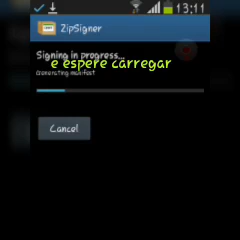 13:11
ZipSigner
Signing in progress...
e espere carregar
Generating manifest
Cancel